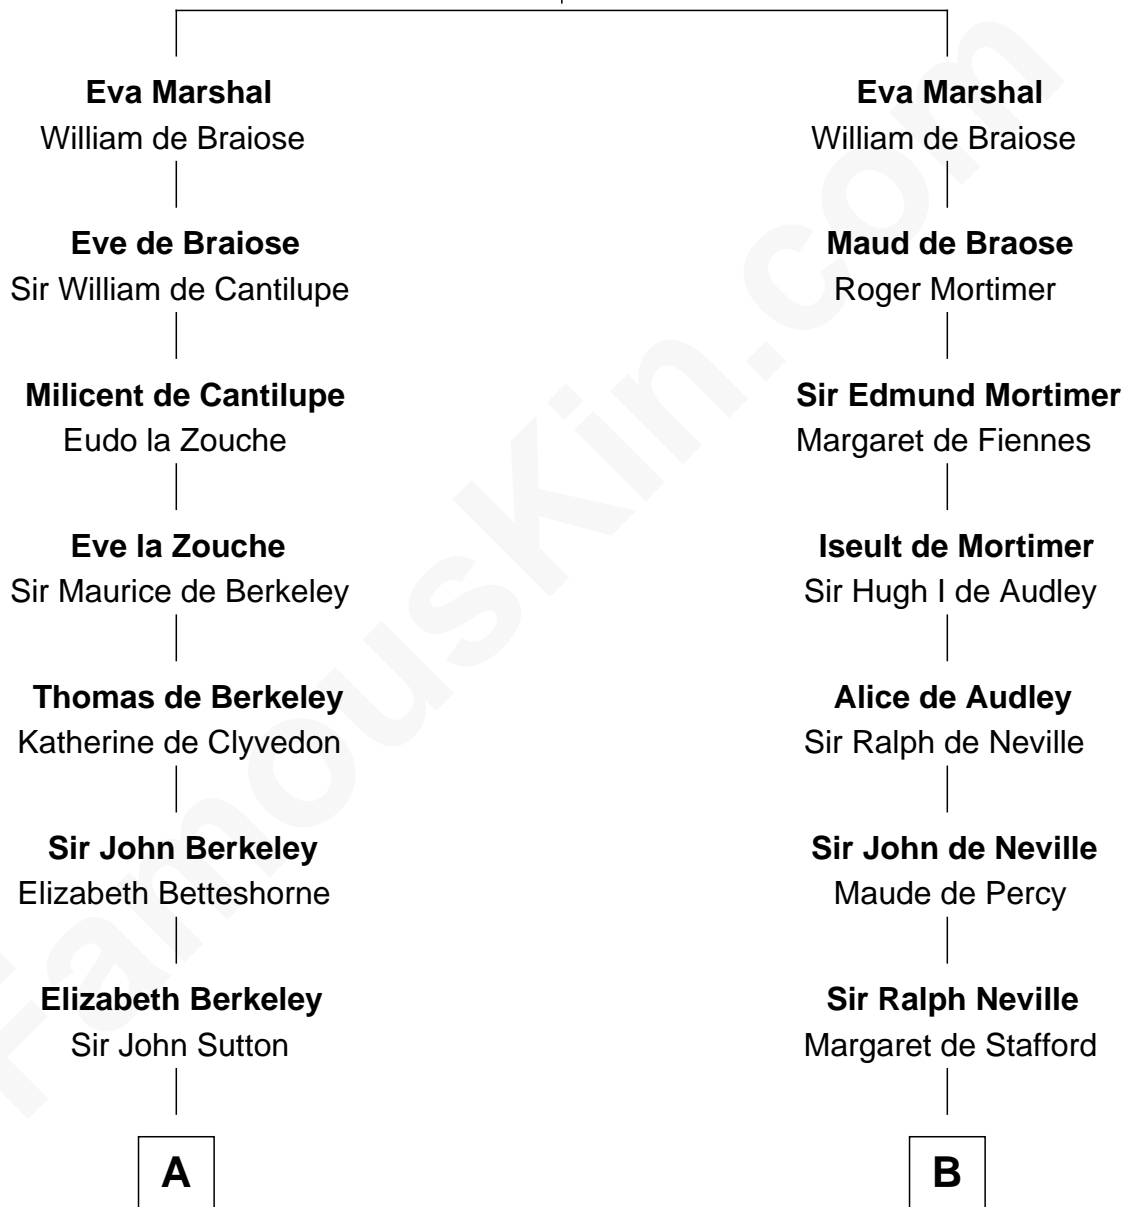 Eva Marshal
William de Braiose
Eve de Braiose
Sir William de Cantilupe
Milicent de Cantilupe
Eudo la Zouche
Eve la Zouche
Sir Maurice de Berkeley
Thomas de Berkeley
Katherine de Clyvedon
Sir John Berkeley
Elizabeth Betteshorne
Elizabeth Berkeley
Sir John Sutton
A
Eva Marshal
William de Braiose
Maud de Braose
Roger Mortimer
Sir Edmund Mortimer
Margaret de Fiennes
Iseult de Mortimer
Sir Hugh I de Audley
Alice de Audley
Sir Ralph de Neville
Sir John de Neville
Maude de Percy
Sir Ralph Neville
Margaret de Stafford
B
FamousKin.com